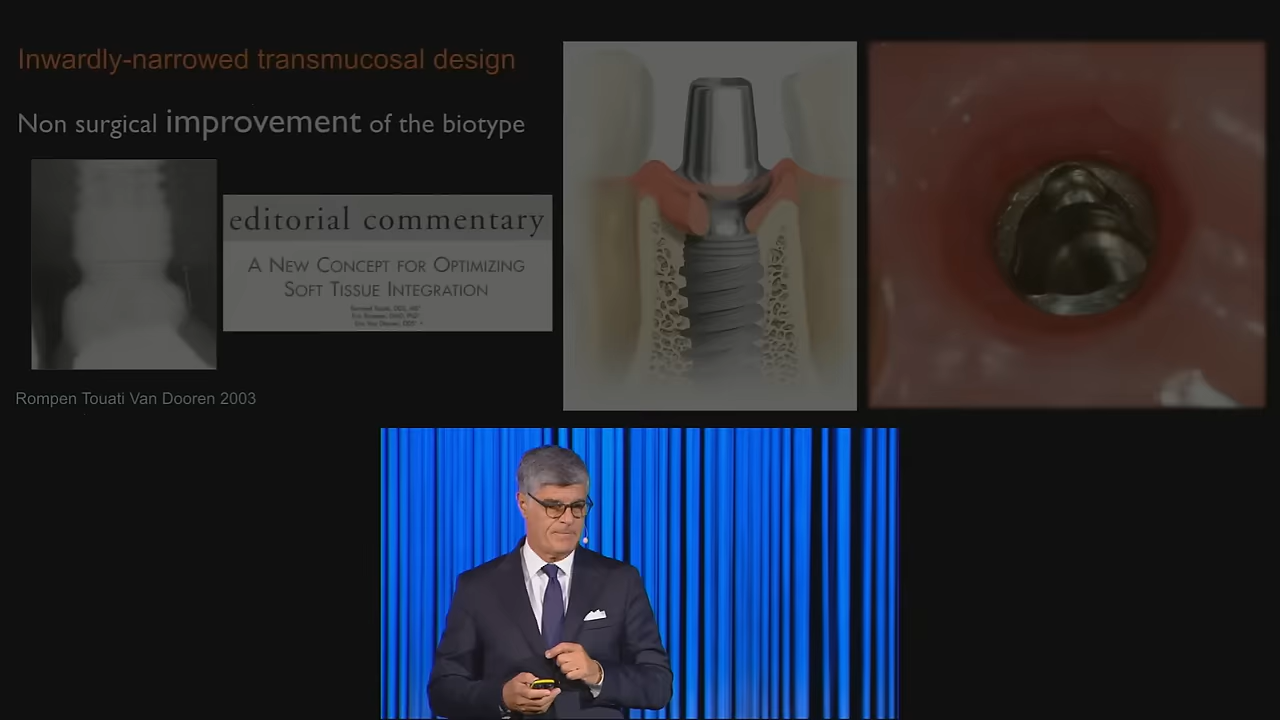 Inwardly-narrowed transmucosal design
Non surgical improvement of the biotype
editorial commentary
A NEW CONCEPT FOR OPTIMIZING
SOFT TISSUE INTEGRATION
Rompen Touati Van Dooren 2003